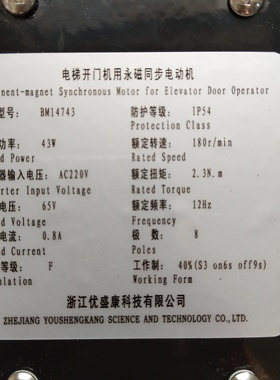 电梯开门机用永磁同步电动机
nent-magnet Synchronous Motor for Elevator Door Operator
型号: BM14743 防护等级: IP54
Protection Class
功率: 43W 额定转速: 180r/min
d Power Rated Speed
器输入电压: AC220V 额定扭矩: 2.3N.m
rter Input Voltage Rated Torque
电压: 65V 额定频率: 12Hz
d Voltage Frequency
电流: 0.8A 极 数: 8
d Current Poles
等级: F 工作制: 40%(S3 on6s off9s)
ulation Working Form
浙江优盛康科技有限公司
ZHEJIANG YOUSHENGKANG SCIENCE AND TECHNOLOGY CO., LTD.